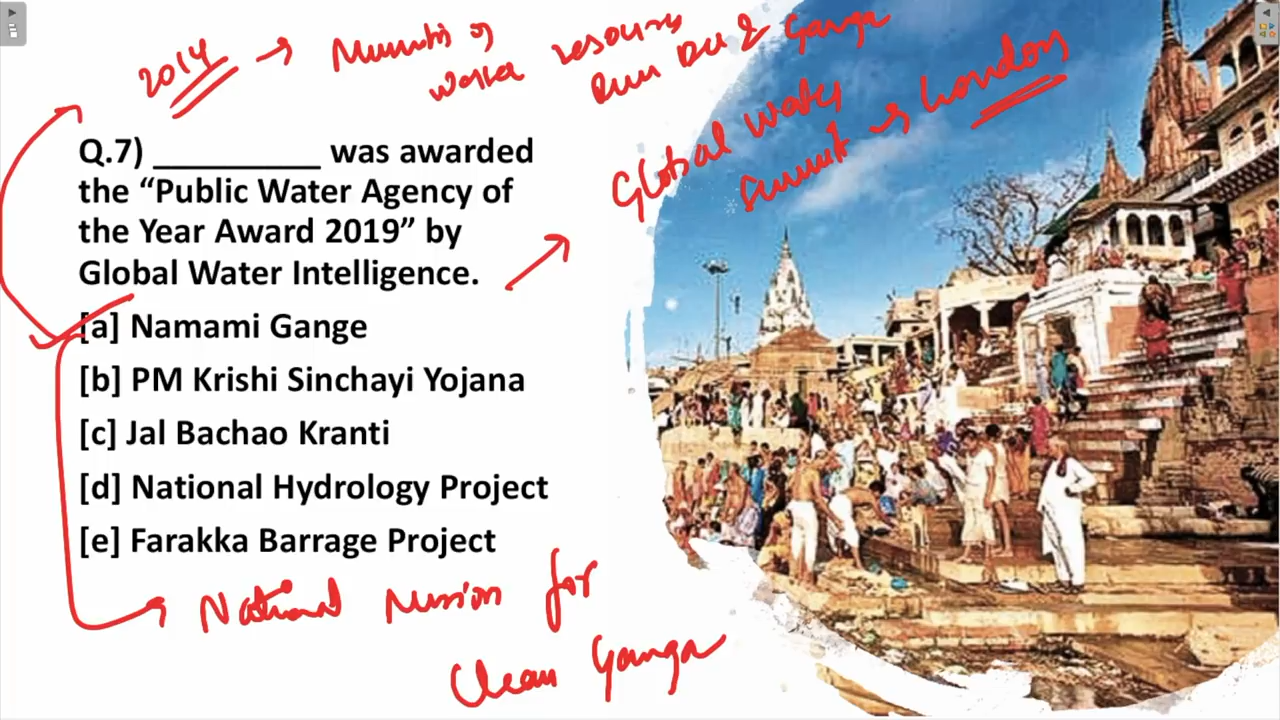 2014 → Ministry of
water resources
River Dev & Ganga
Global Water
Summit → London
Q.7) __________ was awarded
the “Public Water Agency of
the Year Award 2019” by
Global Water Intelligence.
[a] Namami Gange
[b] PM Krishi Sinchayi Yojana
[c] Jal Bachao Kranti
[d] National Hydrology Project
[e] Farakka Barrage Project
National Mission for
Clean Ganga